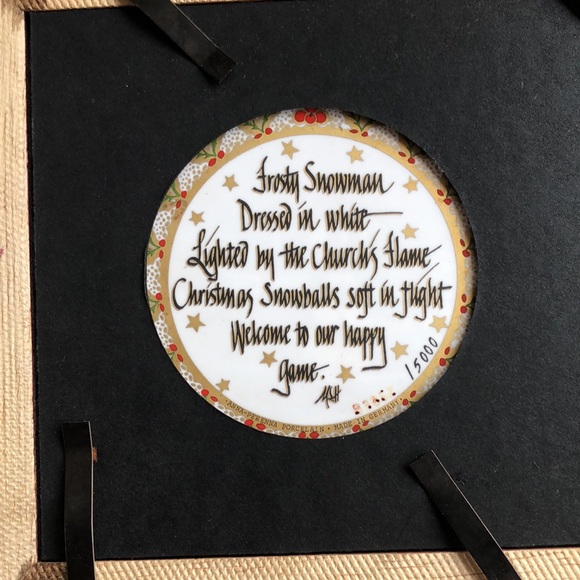 Frosty Snowman
Dressed in white
Lighted by the Church's Flame
Christmas Snowballs soft in flight
Welcome to our happy
game.
MAH
15000
•ANNA-PERENNA PORCELAIN • MADE IN GERMANY•